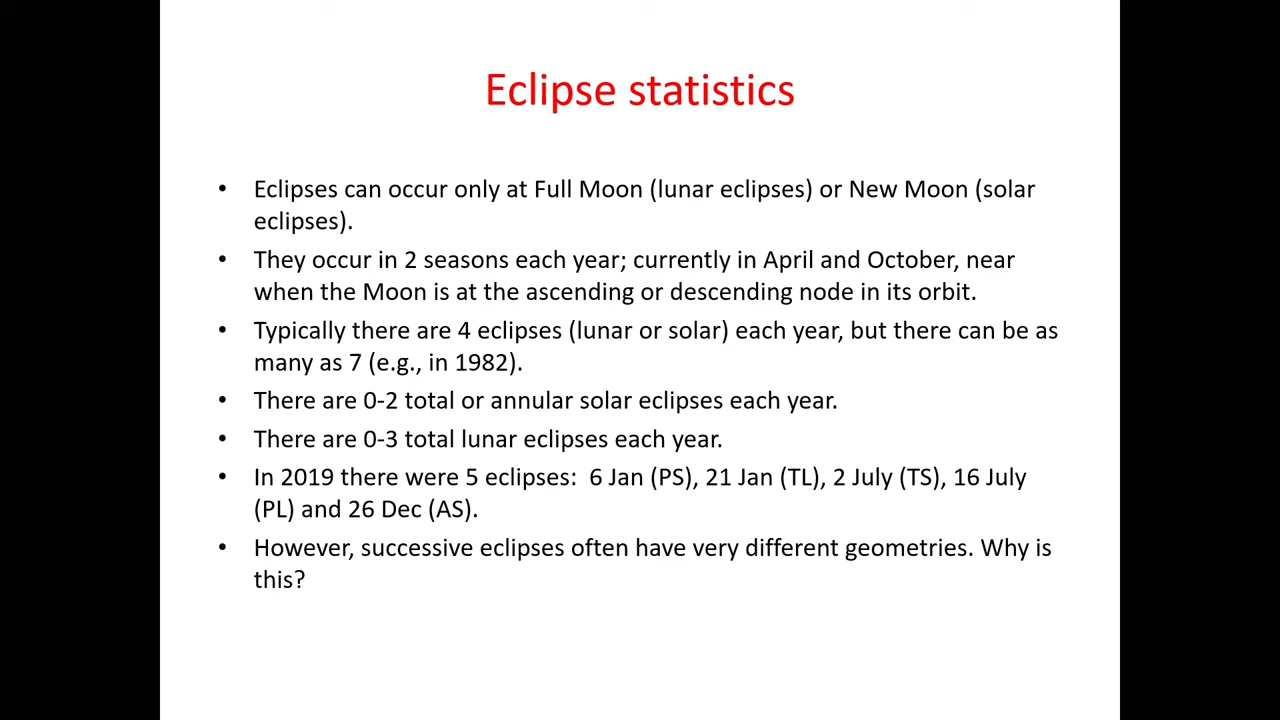 Eclipse statistics
• Eclipses can occur only at Full Moon (lunar eclipses) or New Moon (solar
eclipses).
• They occur in 2 seasons each year; currently in April and October, near
when the Moon is at the ascending or descending node in its orbit.
• Typically there are 4 eclipses (lunar or solar) each year, but there can be as
many as 7 (e.g., in 1982).
• There are 0-2 total or annular solar eclipses each year.
• There are 0-3 total lunar eclipses each year.
• In 2019 there were 5 eclipses:  6 Jan (PS), 21 Jan (TL), 2 July (TS), 16 July
(PL) and 26 Dec (AS).
• However, successive eclipses often have very different geometries. Why is
this?